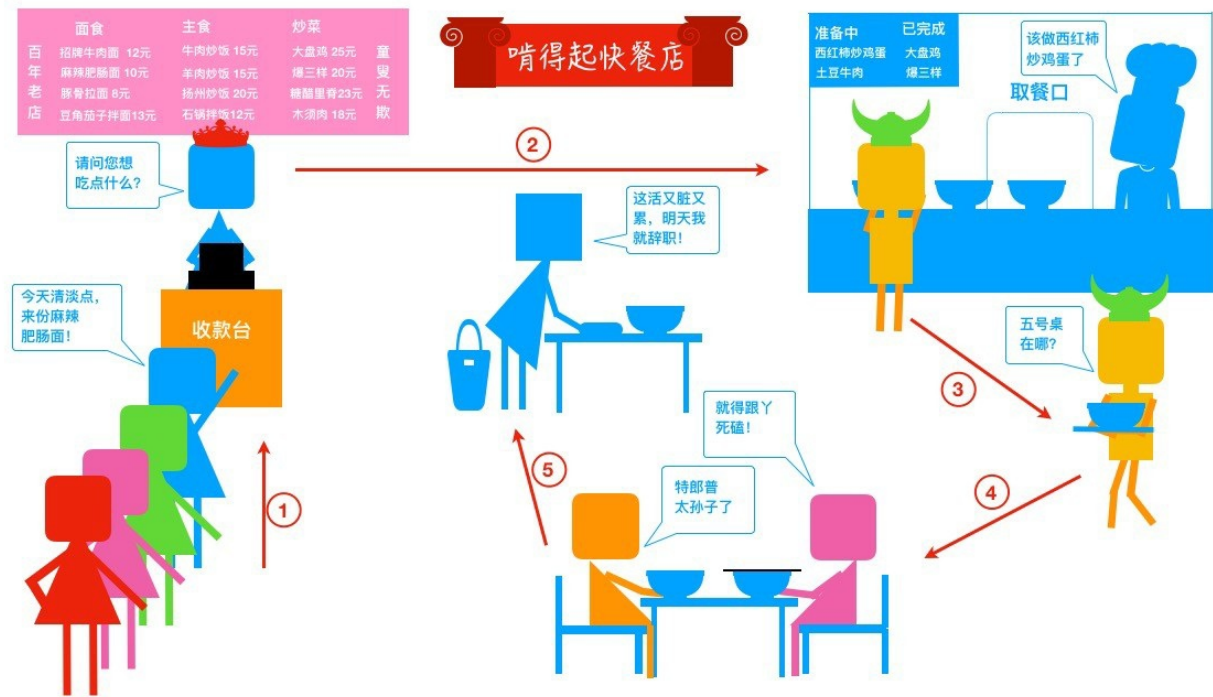 面食 主食 炒菜
百年老店
招牌牛肉面 12元 牛肉炒饭 15元 大盘鸡 25元
麻辣肥肠面 10元 羊肉炒饭 15元 爆三样 20元
豚骨拉面 8元 扬州炒饭 20元 糖醋里脊23元
豆角茄子拌面13元 石锅拌饭12元 木须肉 18元
童叟无欺
啃得起快餐店
准备中 已完成
西红柿炒鸡蛋 大盘鸡
土豆牛肉 爆三样
该做西红柿
炒鸡蛋了
取餐口
请问您想
吃点什么?
②
这活又脏又
累，明天我
就辞职!
今天清淡点，
来份麻辣
肥肠面!
收款台
五号桌
在哪?
③
就得跟丫
死磕!
⑤
特郎普
太孙子了
④
①